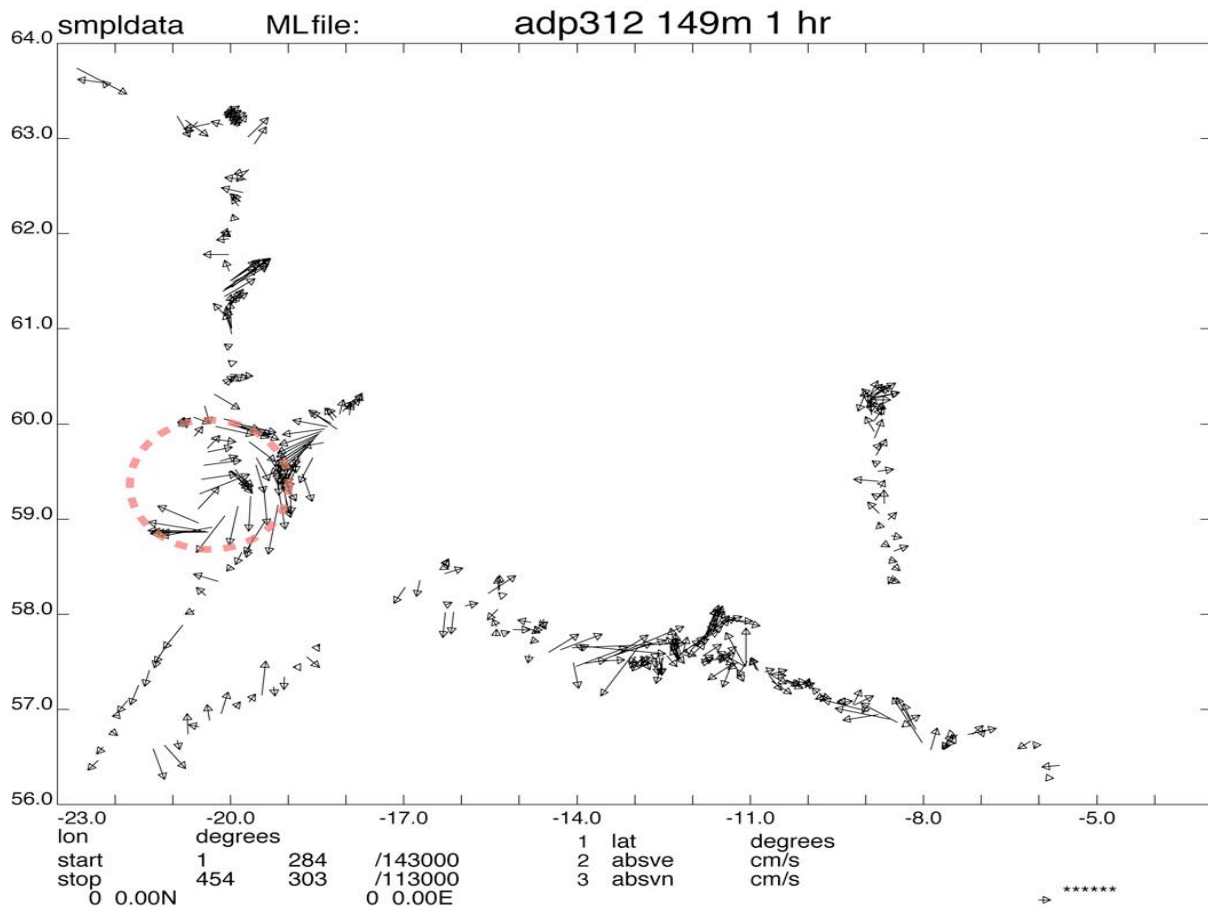 smpldata MLfile: adp312 149m 1 hr
64.0
63.0
62.0
61.0
60.0
59.0
58.0
57.0
56.0
-23.0 -20.0 -17.0 -14.0 -11.0 -8.0 -5.0
lon degrees 1 lat degrees
start 1 284 /143000 2 absve cm/s
stop 454 303 /113000 3 absvn cm/s
0 0.00N 0 0.00E ******